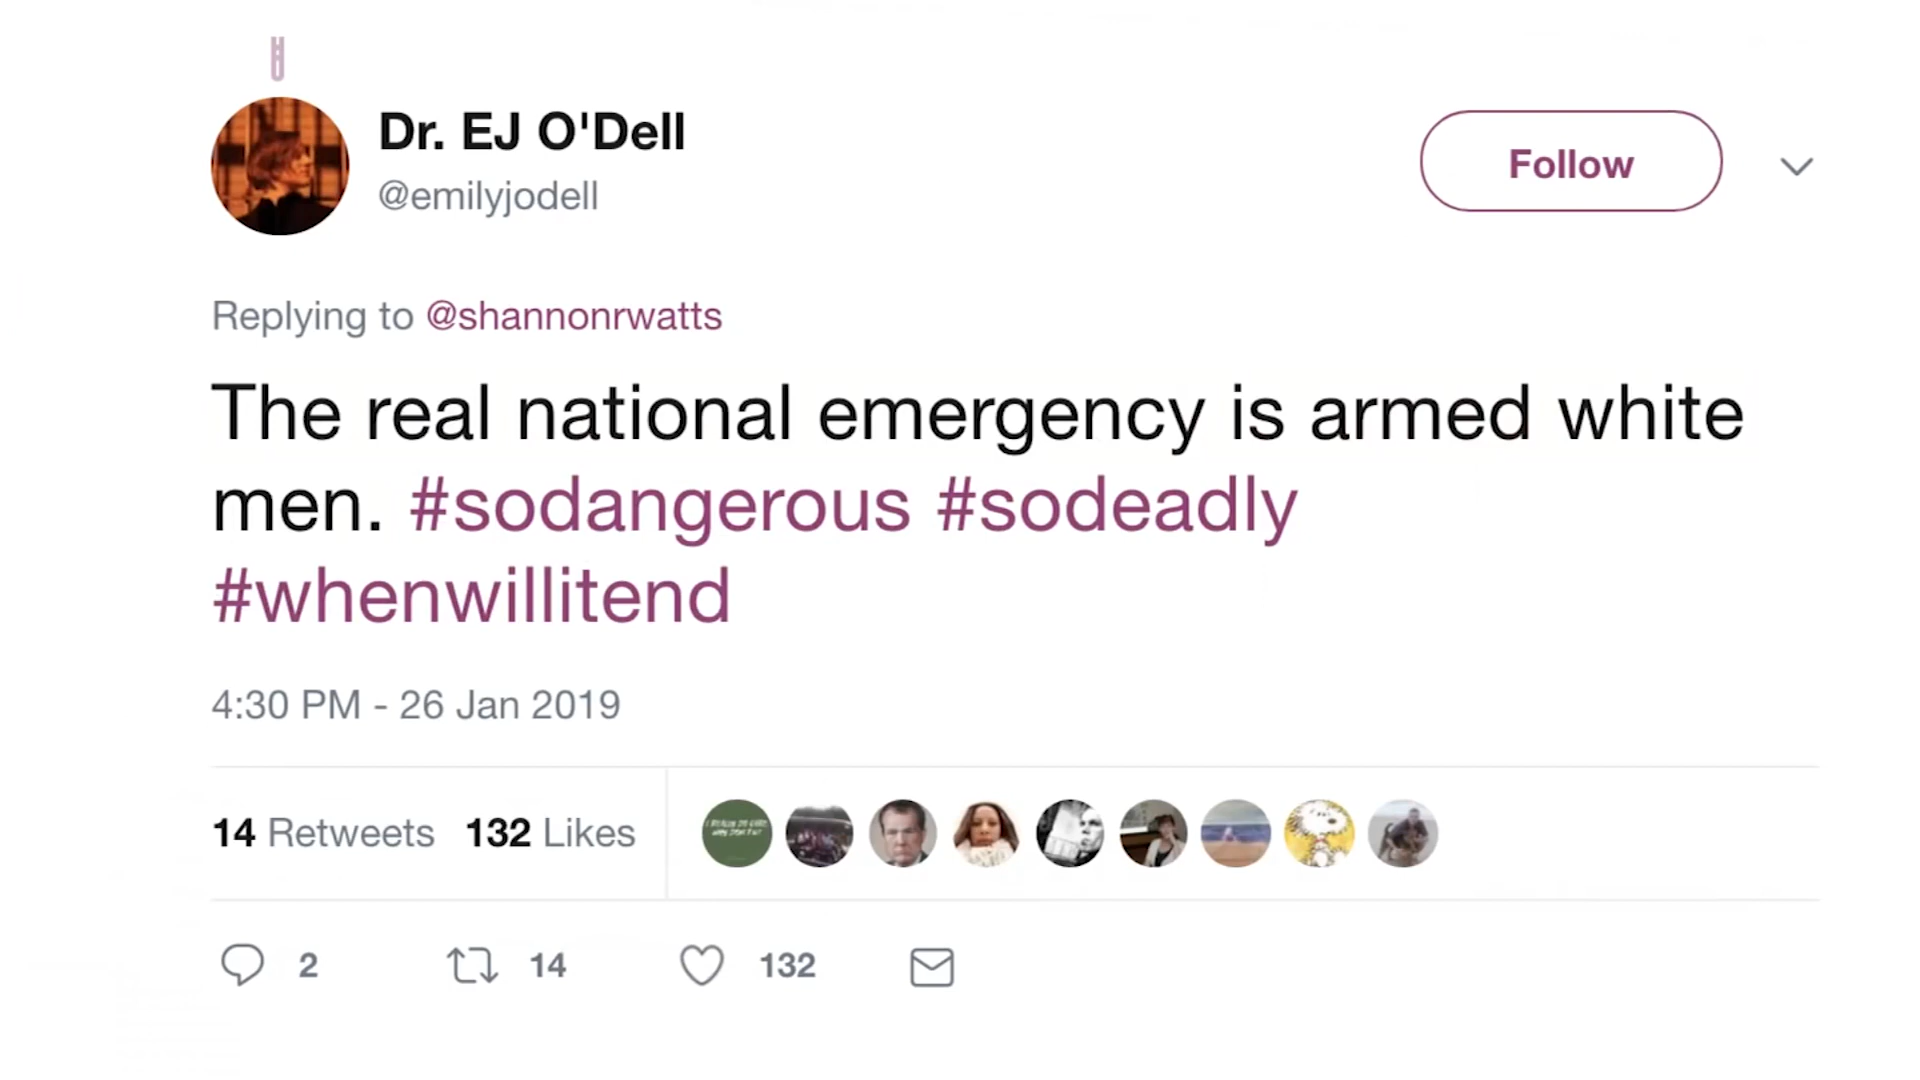 Dr. EJ O'Dell
@emilyjodell
Follow
Replying to @shannonrwatts
The real national emergency is armed white
men. #sodangerous #sodeadly
#whenwillitend
4:30 PM - 26 Jan 2019
14 Retweets 132 Likes
2 14 132